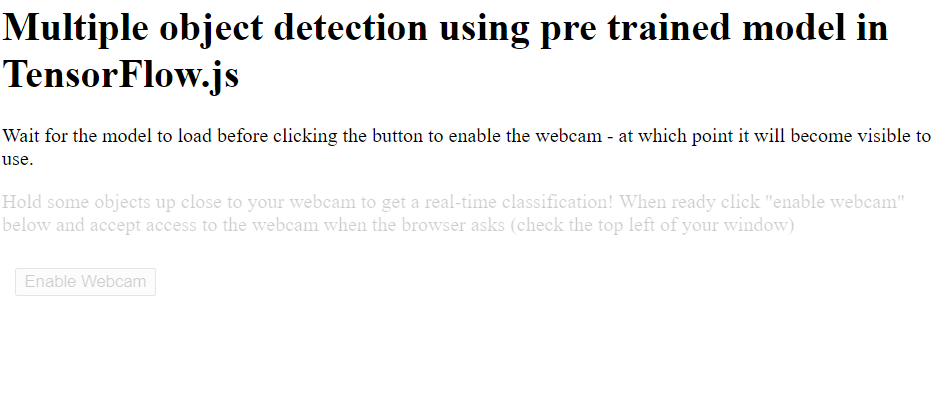 Multiple object detection using pre trained model in
TensorFlow.js
Wait for the model to load before clicking the button to enable the webcam - at which point it will become visible to
use.
Hold some objects up close to your webcam to get a real-time classification! When ready click "enable webcam"
below and accept access to the webcam when the browser asks (check the top left of your window)
Enable Webcam